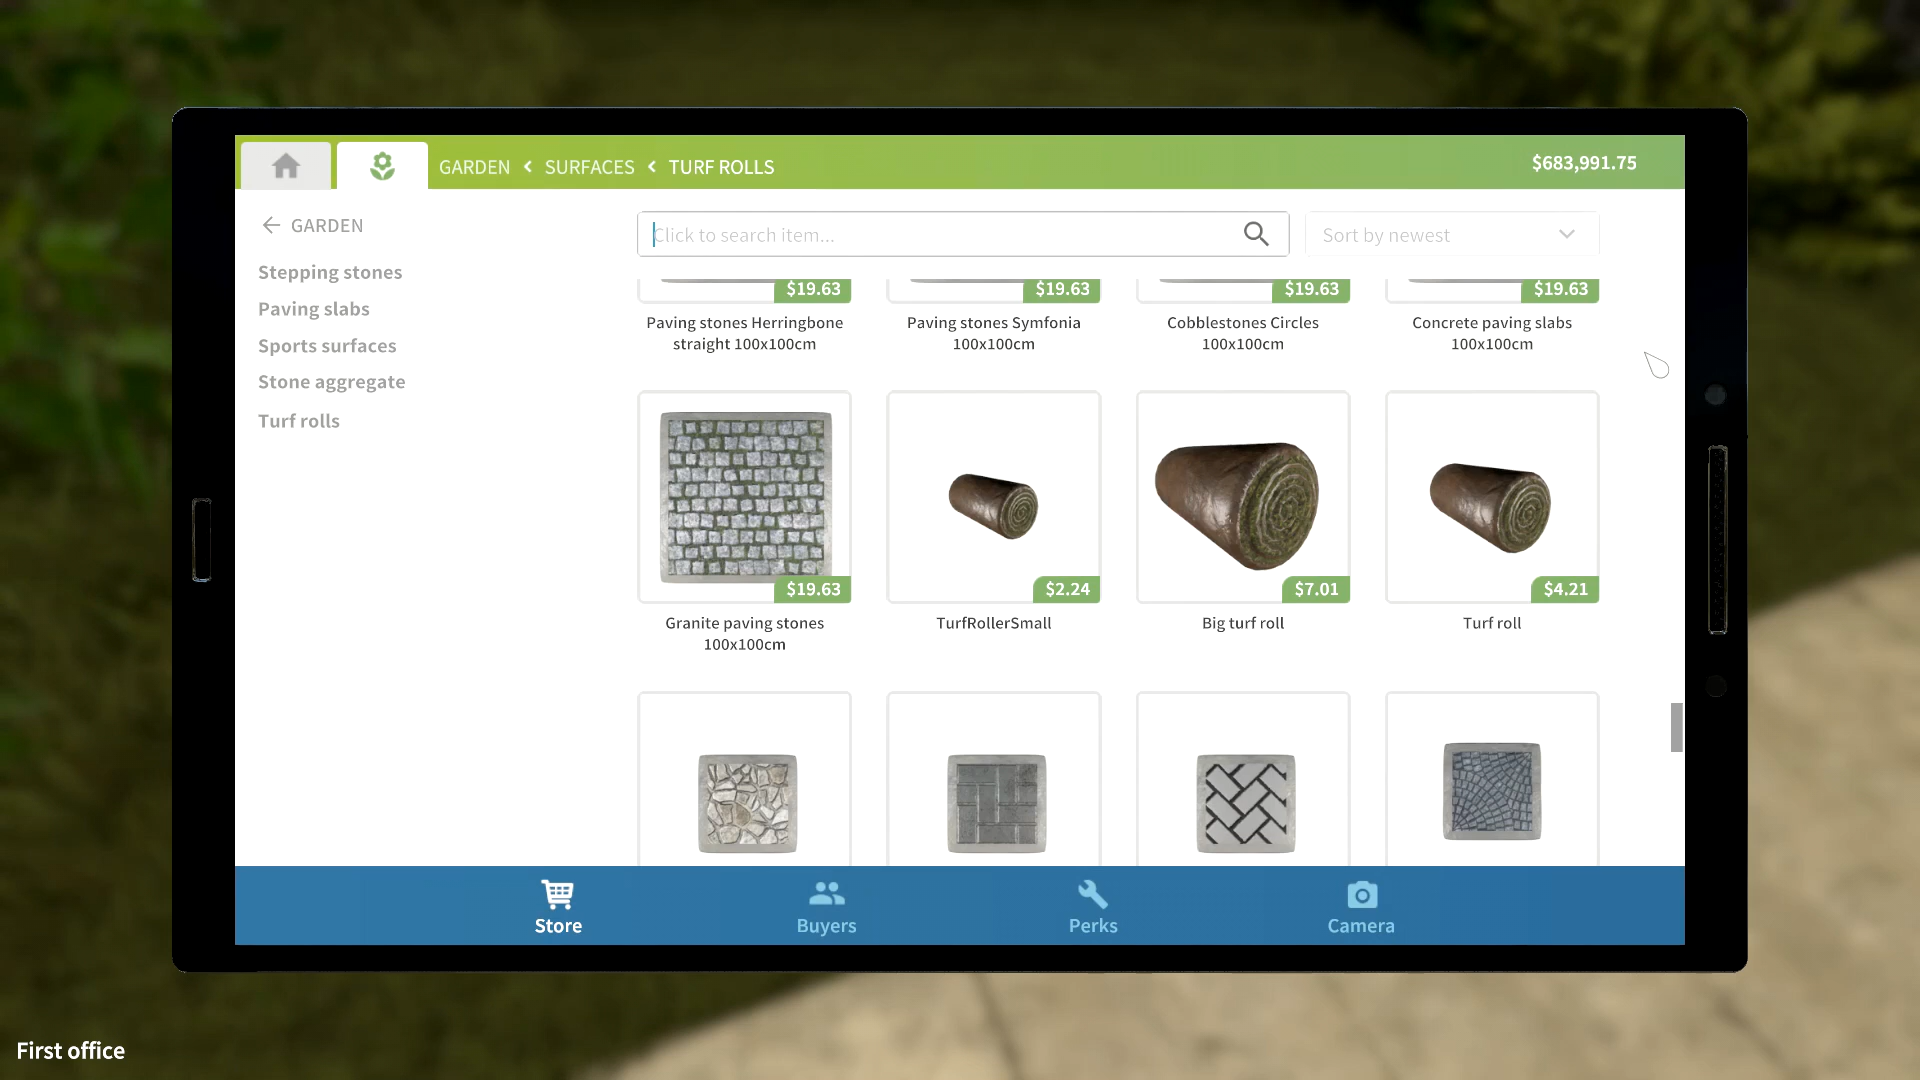 GARDEN < SURFACES < TURF ROLLS
$683,991.75
GARDEN
Click to search item...
Sort by newest
Stepping stones
Paving slabs
Sports surfaces
Stone aggregate
Turf rolls
$19.63
$19.63
$19.63
$19.63
Paving stones Herringbone
straight 100x100cm
Paving stones Symfonia
100x100cm
Cobblestones Circles
100x100cm
Concrete paving slabs
100x100cm
$19.63
$2.24
$7.01
$4.21
Granite paving stones
100x100cm
TurfRollerSmall
Big turf roll
Turf roll
Store
Buyers
Perks
Camera
First office